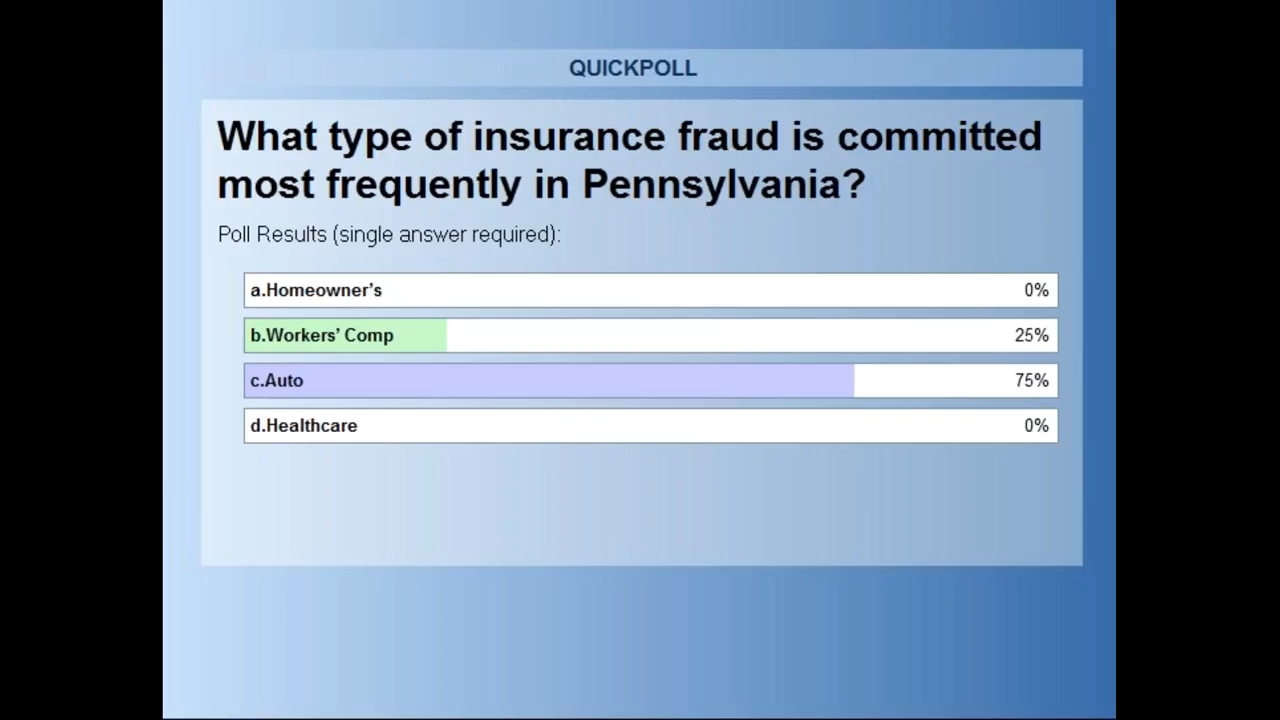 QUICKPOLL
What type of insurance fraud is committed
most frequently in Pennsylvania?
Poll Results (single answer required):
a.Homeowner’s 0%
b.Workers’ Comp 25%
c.Auto 75%
d.Healthcare 0%